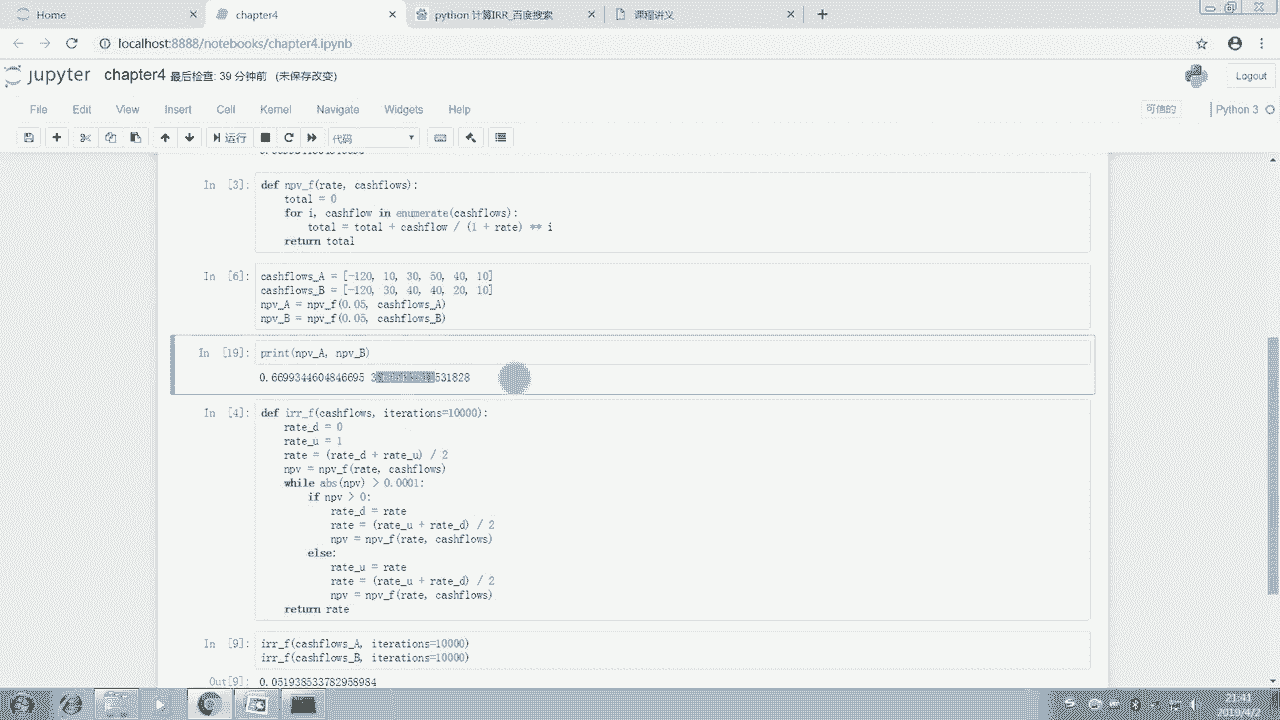 Home
chapter4
python 计算IRR_百度搜索
课程讲义
localhost:8888/notebooks/chapter4.ipynb
jupyter chapter4 最后检查: 39 分钟前 (未保存改变)
Logout
File Edit View Insert Cell Kernel Navigate Widgets Help
可信的 Python 3
运行 代码
In [3]: def npv_f(rate, cashflows):
total = 0
for i, cashflow in enumerate(cashflows):
total = total + cashflow / (1 + rate) ** i
return total
In [6]: cashflows_A = [-120, 10, 30, 50, 40, 10]
cashflows_B = [-120, 30, 40, 40, 20, 10]
npv_A = npv_f(0.05, cashflows_A)
npv_B = npv_f(0.05, cashflows_B)
In [19]: print(npv_A, npv_B)
0.6699344604846695
In [4]: def irr_f(cashflows, iterations=10000):
rate_d = 0
rate_u = 1
rate = (rate_d + rate_u) / 2
npv = npv_f(rate, cashflows)
while abs(npv) > 0.0001:
if npv > 0:
rate_d = rate
rate = (rate_u + rate_d) / 2
npv = npv_f(rate, cashflows)
else:
rate_u = rate
rate = (rate_u + rate_d) / 2
npv = npv_f(rate, cashflows)
return rate
In [9]: irr_f(cashflows_A, iterations=10000)
irr_f(cashflows_B, iterations=10000)
Out[9]: 0.051938533782958984
21:41